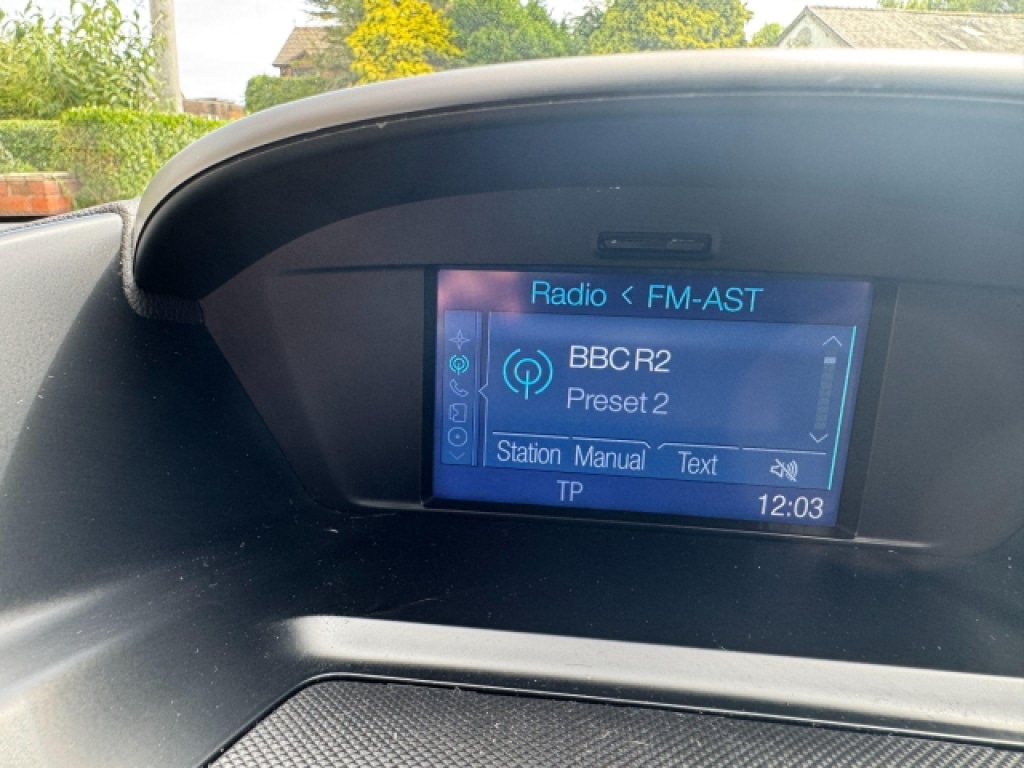 Radio < FM-AST
BBC R2
Preset 2
Station Manual Text
TP
12:03